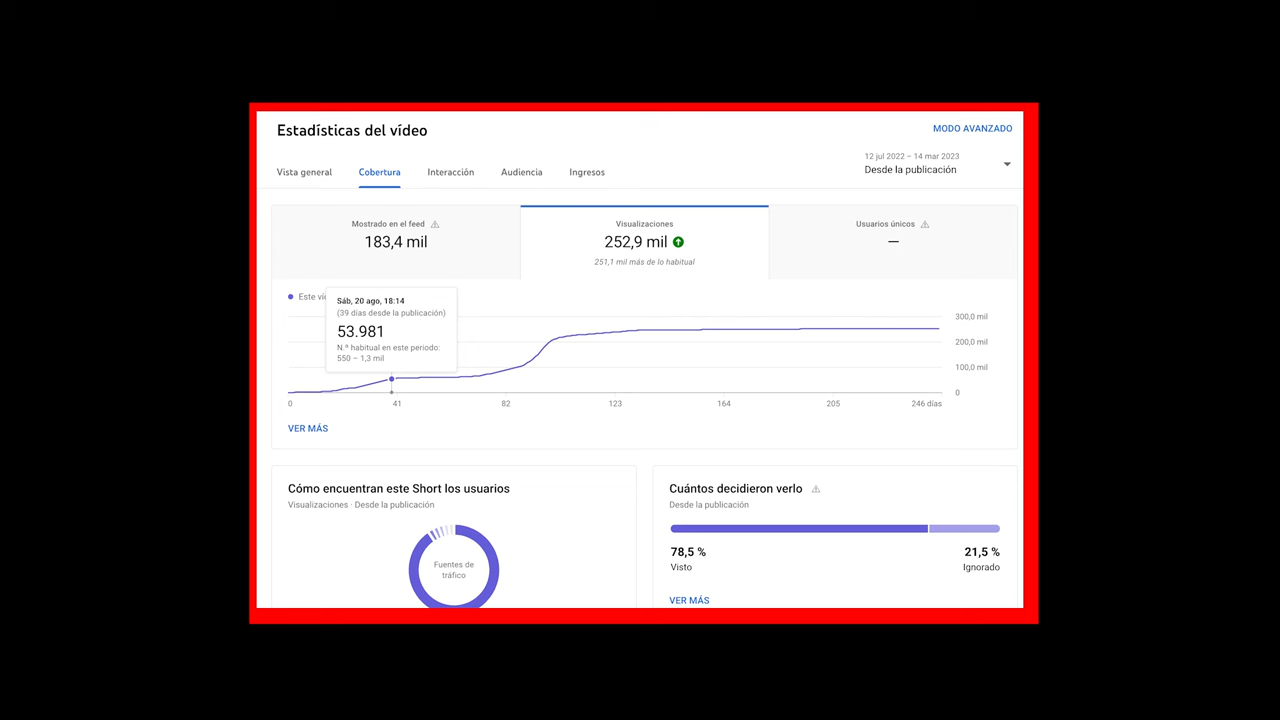 Estadísticas del vídeo
MODO AVANZADO
12 jul 2022 – 14 mar 2023
Desde la publicación
Vista general
Cobertura
Interacción
Audiencia
Ingresos
Mostrado en el feed
183,4 mil
Visualizaciones
252,9 mil
251,1 mil más de lo habitual
Usuarios únicos
—
Este
Sáb, 20 ago, 18:14
(39 días desde la publicación)
53.981
N.º habitual en este periodo:
550 – 1,3 mil
300,0 mil
200,0 mil
100,0 mil
0
0
41
82
123
164
205
246 días
VER MÁS
Cómo encuentran este Short los usuarios
Visualizaciones · Desde la publicación
Fuentes de
tráfico
Cuántos decidieron verlo
Desde la publicación
78,5 %
21,5 %
Visto
Ignorado
VER MÁS